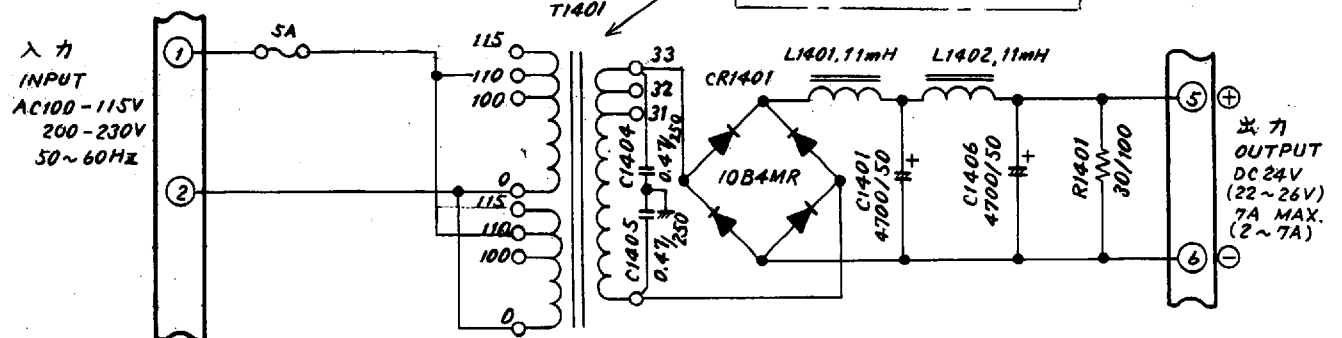 T1401
入力
INPUT
AC100-115V
200-230V
50~60Hz
1
2
5A
115
110
100
0
115
110
100
0
33
32
31
C1404
0.47/250
C1405
0.47/250
CR1401
10B4MR
L1401, 11mH
L1402, 11mH
C1401
4700/50
+
C1406
4700/50
+
R1401
30/100
5
+
6
−
出力
OUTPUT
DC 24V
(22~26V)
7A MAX.
(2~7A)